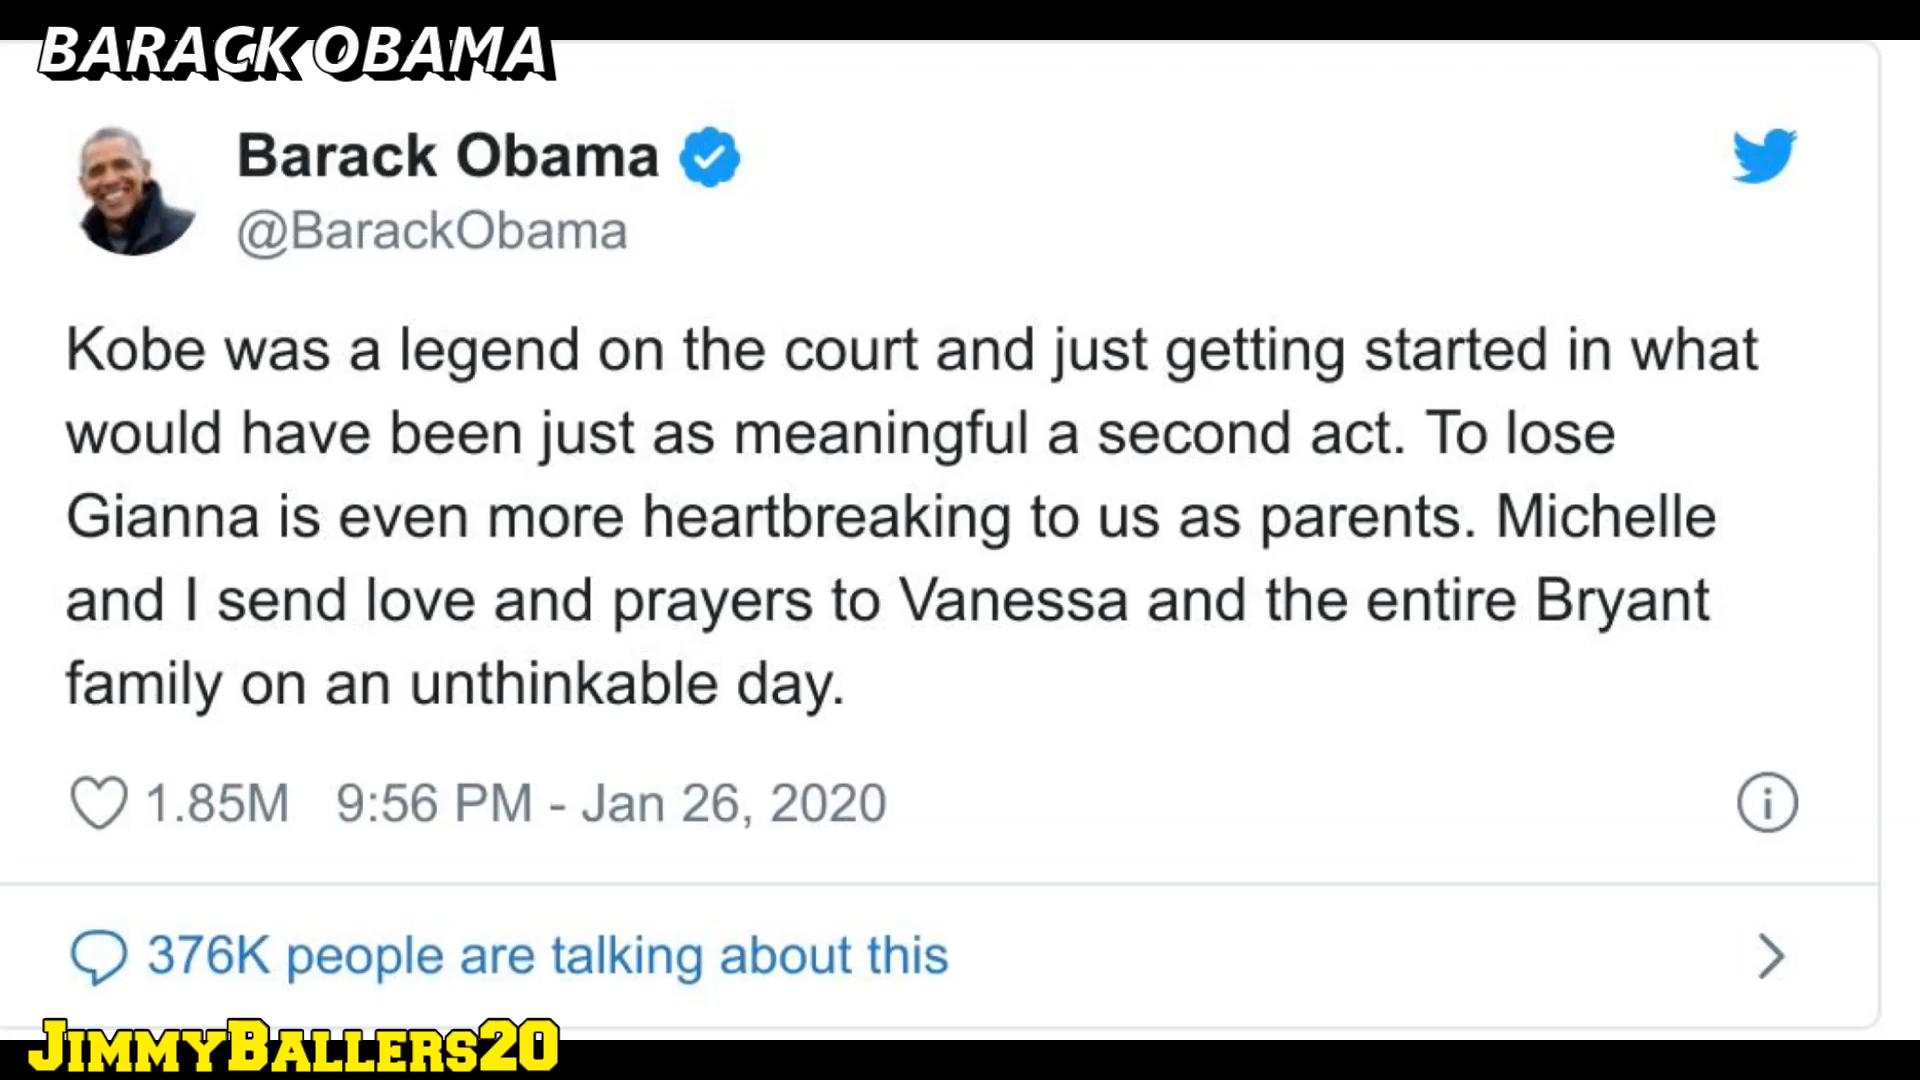 BARACK OBAMA
Barack Obama
@BarackObama
Kobe was a legend on the court and just getting started in what
would have been just as meaningful a second act. To lose
Gianna is even more heartbreaking to us as parents. Michelle
and I send love and prayers to Vanessa and the entire Bryant
family on an unthinkable day.
1.85M 9:56 PM - Jan 26, 2020
376K people are talking about this
JIMMYBALLERS20